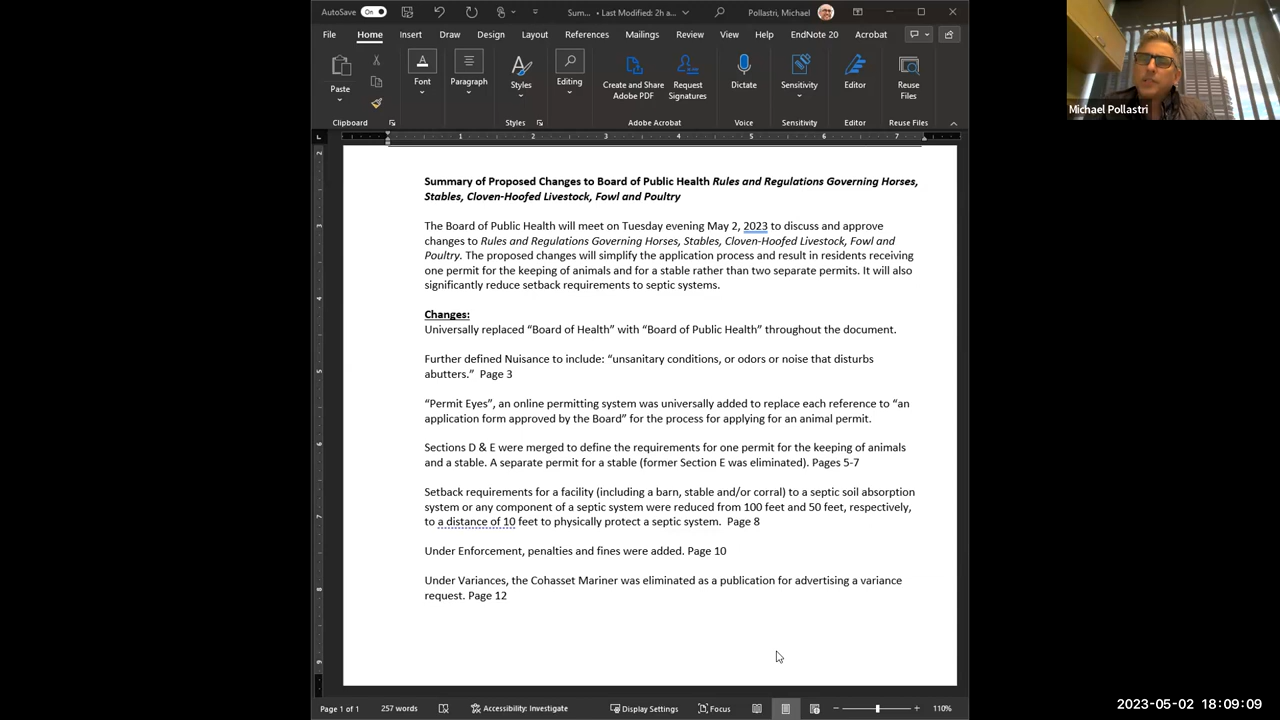 AutoSave On Sum... • Last Modified: 2h a... Pollastri, Michael
File Home Insert Draw Design Layout References Mailings Review View Help EndNote 20 Acrobat
Paste Font Paragraph Styles Editing Create and Share Adobe PDF Request Signatures Dictate Sensitivity Editor Reuse Files
Clipboard Styles Adobe Acrobat Voice Sensitivity Editor Reuse Files
1 2 3 4 5 6 7
Michael Pollastri
Summary of Proposed Changes to Board of Public Health Rules and Regulations Governing Horses,
Stables, Cloven-Hoofed Livestock, Fowl and Poultry
The Board of Public Health will meet on Tuesday evening May 2, 2023 to discuss and approve
changes to Rules and Regulations Governing Horses, Stables, Cloven-Hoofed Livestock, Fowl and
Poultry. The proposed changes will simplify the application process and result in residents receiving
one permit for the keeping of animals and for a stable rather than two separate permits. It will also
significantly reduce setback requirements to septic systems.
Changes:
Universally replaced “Board of Health” with “Board of Public Health” throughout the document.
Further defined Nuisance to include: “unsanitary conditions, or odors or noise that disturbs
abutters.” Page 3
“Permit Eyes”, an online permitting system was universally added to replace each reference to “an
application form approved by the Board” for the process for applying for an animal permit.
Sections D & E were merged to define the requirements for one permit for the keeping of animals
and a stable. A separate permit for a stable (former Section E was eliminated). Pages 5-7
Setback requirements for a facility (including a barn, stable and/or corral) to a septic soil absorption
system or any component of a septic system were reduced from 100 feet and 50 feet, respectively,
to a distance of 10 feet to physically protect a septic system. Page 8
Under Enforcement, penalties and fines were added. Page 10
Under Variances, the Cohasset Mariner was eliminated as a publication for advertising a variance
request. Page 12
Page 1 of 1 257 words Accessibility: Investigate Display Settings Focus 110%
2023-05-02 18:09:09